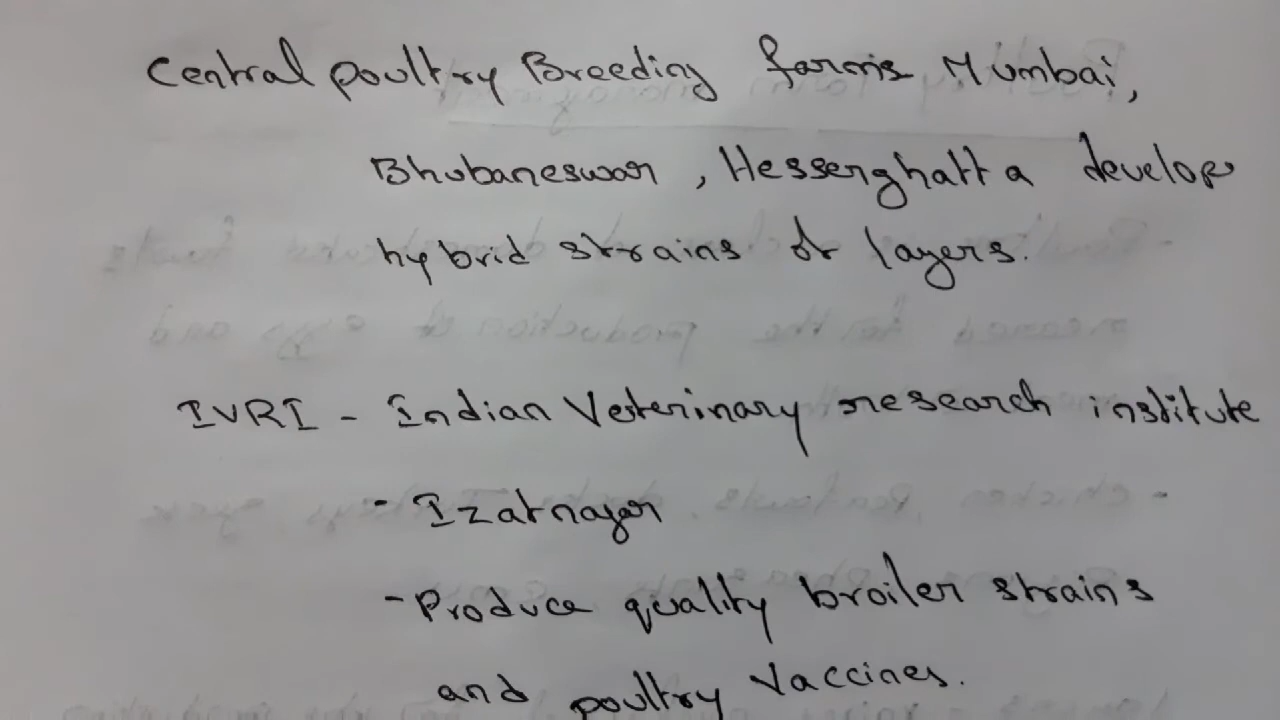 Central poultry Breeding farms Mumbai,
Bhubaneswar, Hesserghatta develop
hybrid strains of layers.
IVRI - Indian Veterinary research institute
- Izatnagar
- Produce quality broiler strains
and poultry vaccines.